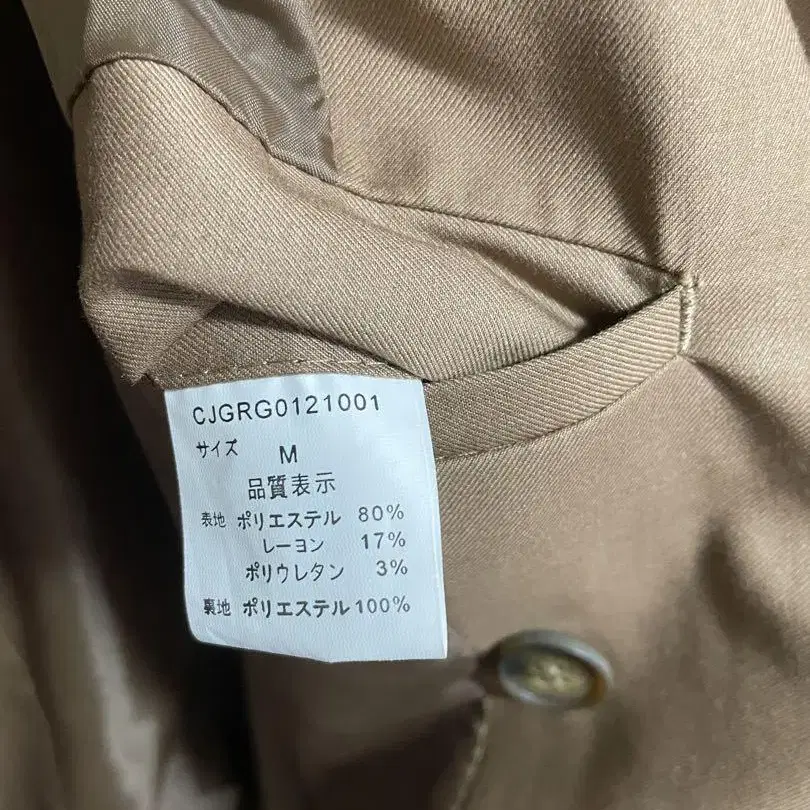 CJGRG0121001
サイズ M
品質表示
表地 ポリエステル 80%
レーヨン 17%
ポリウレタン 3%
裏地 ポリエステル 100%